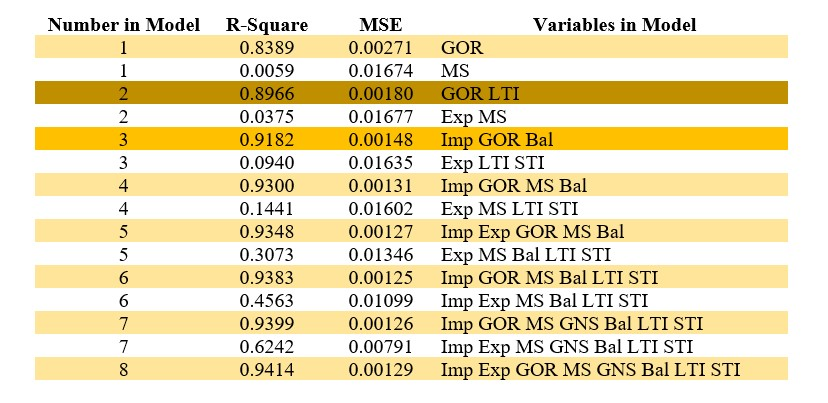 Number in Model R-Square MSE Variables in Model
1 0.8389 0.00271 GOR
1 0.0059 0.01674 MS
2 0.8966 0.00180 GOR LTI
2 0.0375 0.01677 Exp MS
3 0.9182 0.00148 Imp GOR Bal
3 0.0940 0.01635 Exp LTI STI
4 0.9300 0.00131 Imp GOR MS Bal
4 0.1441 0.01602 Exp MS LTI STI
5 0.9348 0.00127 Imp Exp GOR MS Bal
5 0.3073 0.01346 Exp MS Bal LTI STI
6 0.9383 0.00125 Imp GOR MS Bal LTI STI
6 0.4563 0.01099 Imp Exp MS Bal LTI STI
7 0.9399 0.00126 Imp GOR MS GNS Bal LTI STI
7 0.6242 0.00791 Imp Exp MS GNS Bal LTI STI
8 0.9414 0.00129 Imp Exp GOR MS GNS Bal LTI STI